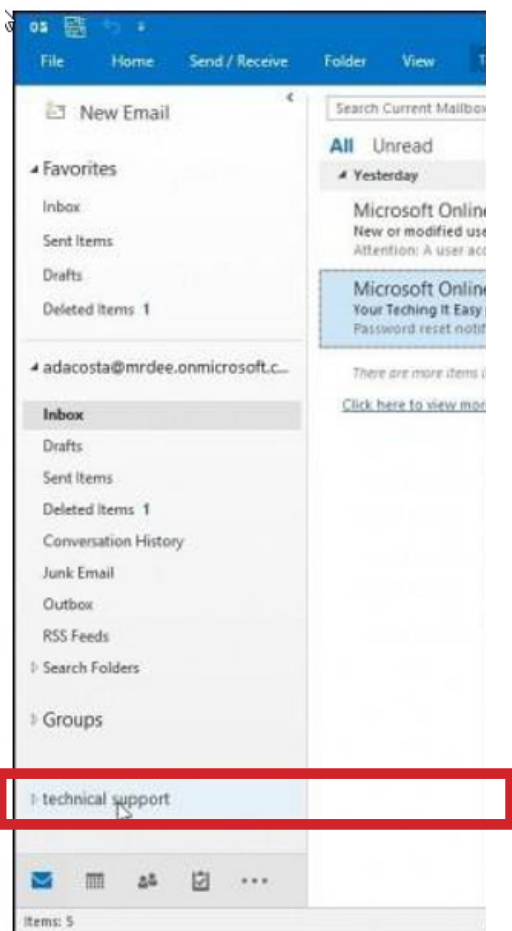 File Home Send / Receive Folder View
New Email
Search Current Mailbox
All Unread
Favorites
Yesterday
Inbox
Microsoft Online
New or modified use
Sent Items
Attention: A user acc
Drafts
Microsoft Online
Deleted Items 1
Your Teching It Easy
Password reset notif
adacosta@mrdee.onmicrosoft.c...
There are more items
Inbox
Click here to view mor
Drafts
Sent Items
Deleted Items 1
Conversation History
Junk Email
Outbox
RSS Feeds
Search Folders
Groups
technical support
Items: 5